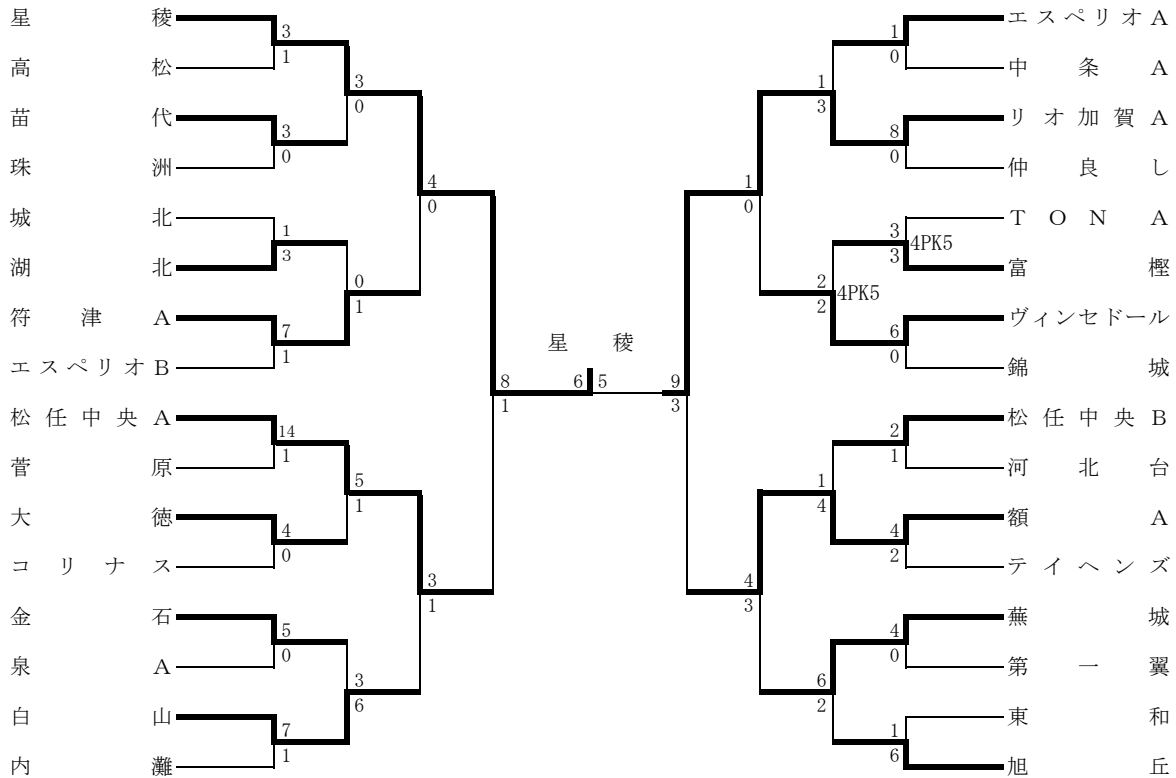 星稜 エスペリオA
3 1
高松 1 0 中条A
3 1
苗代 0 3 リオ加賀A
3 8
珠洲 0 0 仲良し
4 1
城北 0 0 TON A
1 3
湖北 3 3 4PK5 富樫
0 2
符津A 1 2 4PK5 ヴィンセドール
7 6
エスペリオB 1 星稜 0 錦城
8 6 5 9
1 3
松任中央A 松任中央B
14 2
菅原 1 1 河北台
5 1
大徳 1 4 額A
4 4
コリナス 0 2 テイヘンズ
3 4
金石 1 3 蕪城
5 4
泉A 0 0 第一翼
3 6
白山 6 2 東和
7 1
内灘 1 6 旭丘